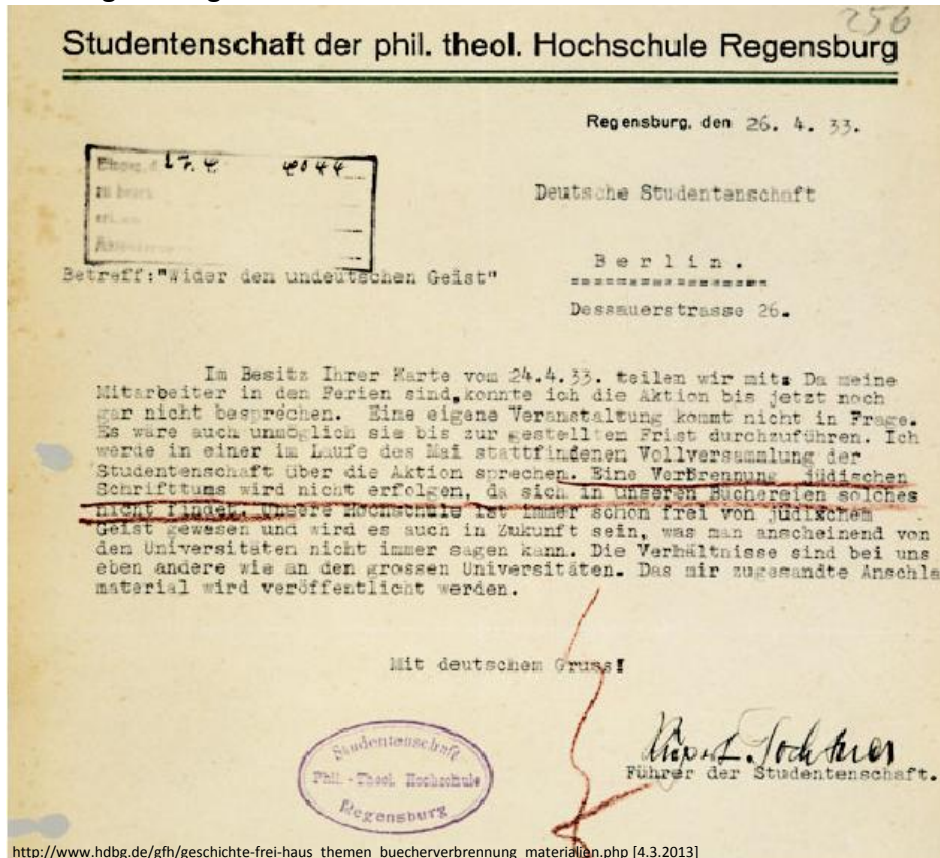 256
Studentenschaft der phil. theol. Hochschule Regensburg
Regensburg, den 26. 4. 33.
Deutsche Studentenschaft
Berlin.
Dessauerstrasse 26.
Betreff:"Wider den undeutschen Geist"
Im Besitz Ihrer Karte vom 24.4.33. teilen wir mit: Da meine
Mitarbeiter in den Ferien sind,konnte ich die Aktion bis jetzt noch
gar nicht besprechen. Eine eigene Veranstaltung kommt nicht in Frage.
Es wäre auch unmöglich sie bis zur gestelltem Frist durchzuführen. Ich
werde in einer im Laufe des Mai stattfindenen Vollversammlung der
Studentenschaft über die Aktion sprechen. Eine Verbrennung jüdischen
Schrifttums wird nicht erfolgen, da sich in unseren Büchereien solches
nicht findet. Unsere Hochschule ist immer schon frei von jüdischem
Geist gewesen und wird es auch in Zukunft sein, was man anscheinend von
den Universitäten nicht immer sagen kann. Die Verhältnisse sind bei uns
eben andere wie an den grossen Universitäten. Das mir zugesandte Anschla
material wird veröffentlicht werden.
Mit deutschem Gruss!
Studentenschaft
Phil.-Theol. Hochschule
Regensburg
Führer der Studentenschaft.
http://www.hdbg.de/gfh/geschichte-frei-haus_themen_buecherverbrennung_materialien.php [4.3.2013]